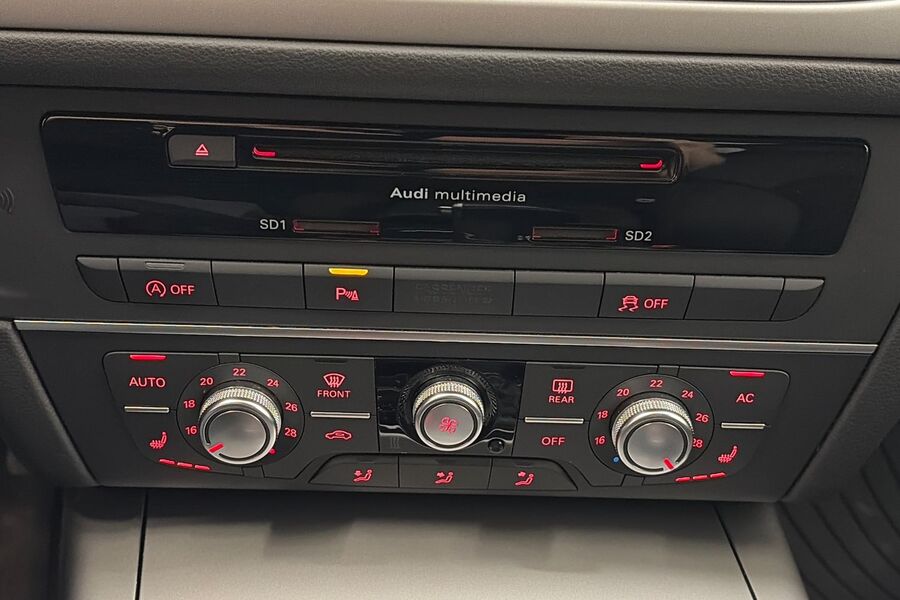 Audi multimedia
SD1
SD2
A OFF
P
OFF
AUTO
16 18 20 22 24 26 28
FRONT
REAR
OFF
16 18 20 22 24 26 28
AC